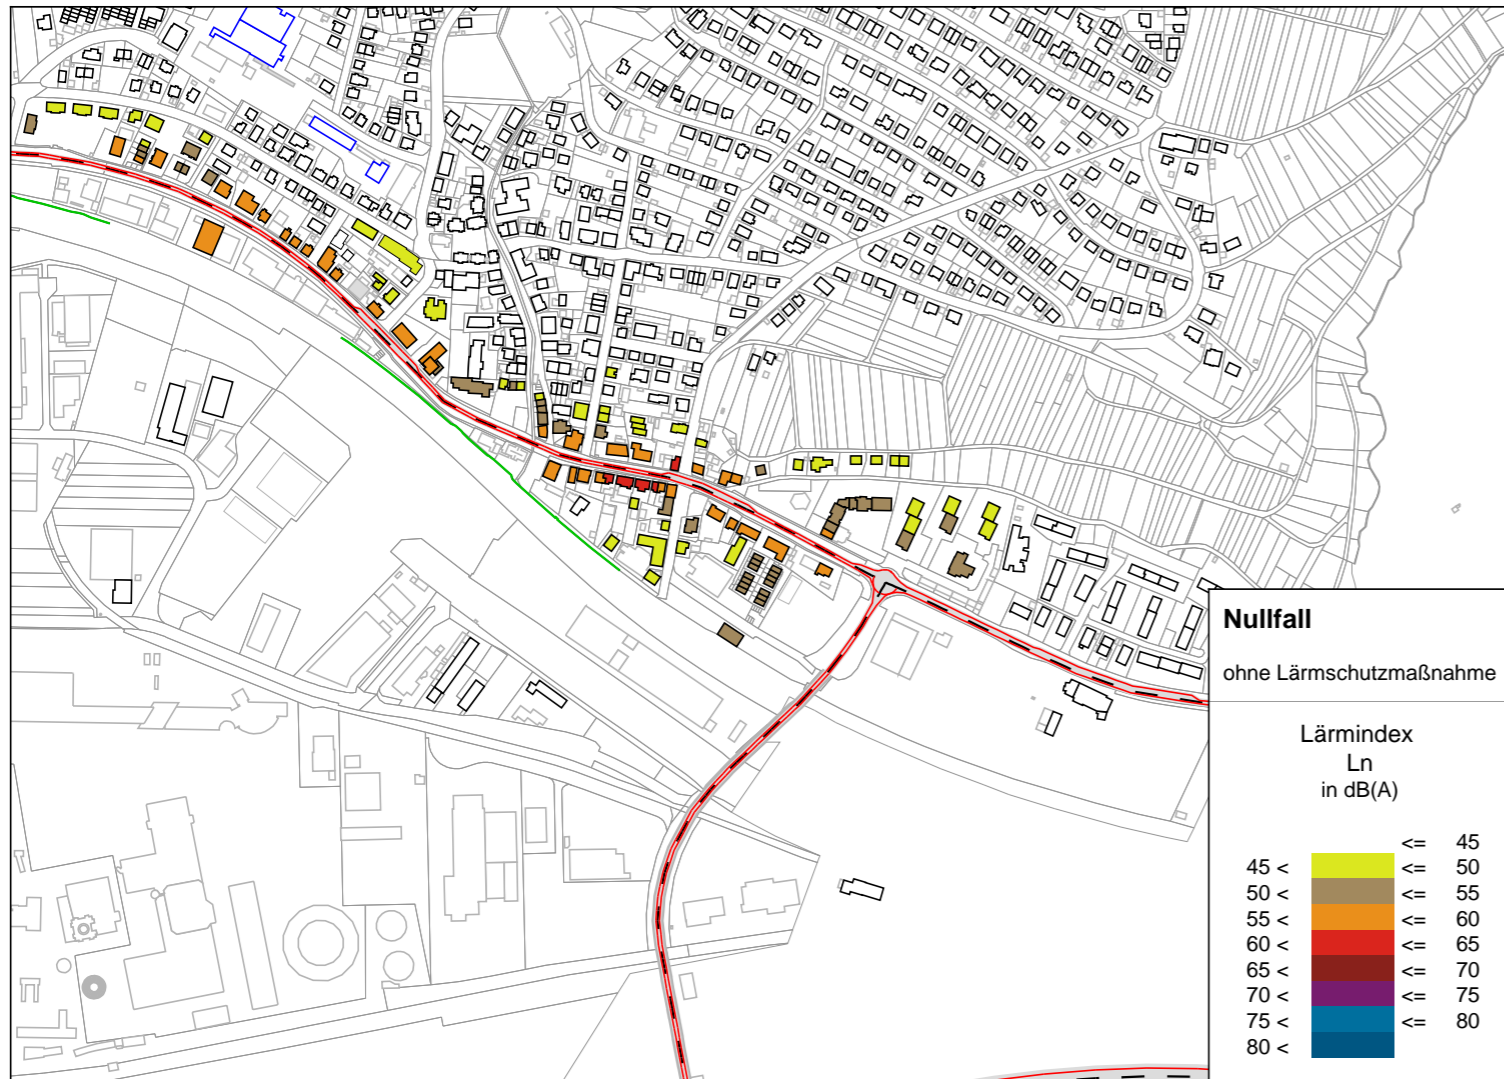 Nullfall
ohne Lärmschutzmaßnahme
Lärmindex
Ln
in dB(A)
<= 45
45 < <= 50
50 < <= 55
55 < <= 60
60 < <= 65
65 < <= 70
70 < <= 75
75 < <= 80
80 <